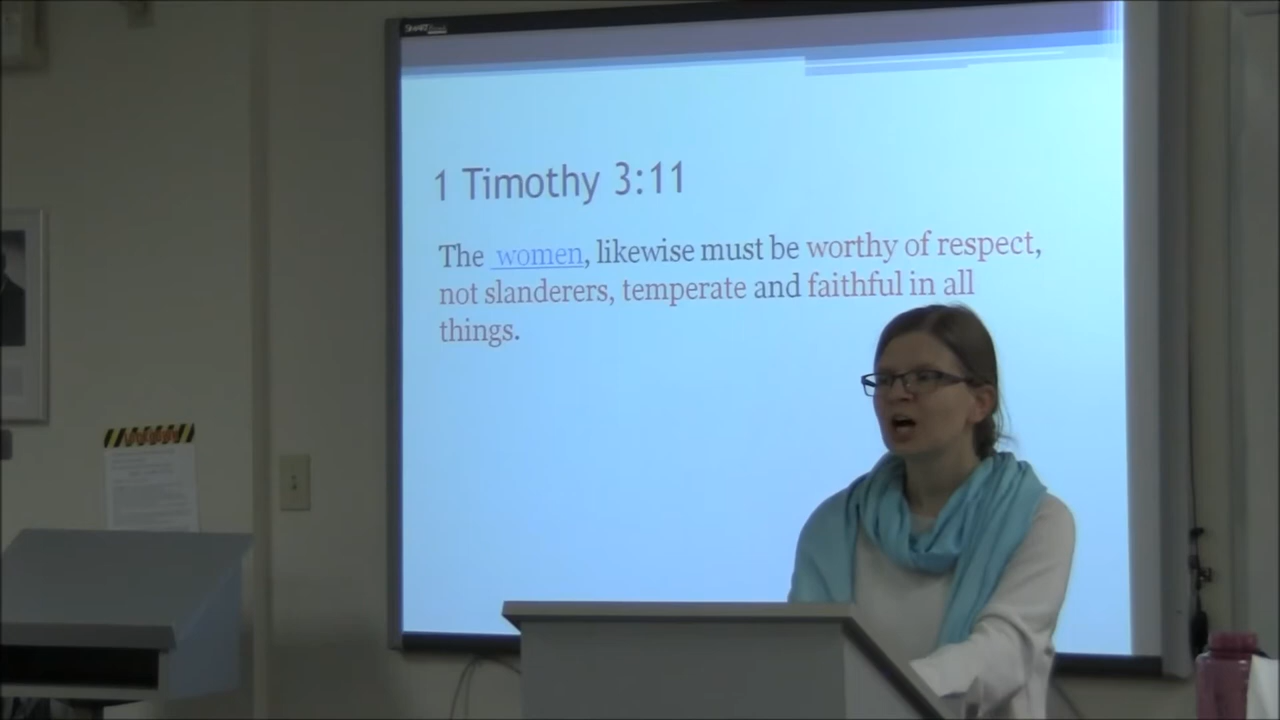 1 Timothy 3:11
The women, likewise must be worthy of respect,
not slanderers, temperate and faithful in all
things.